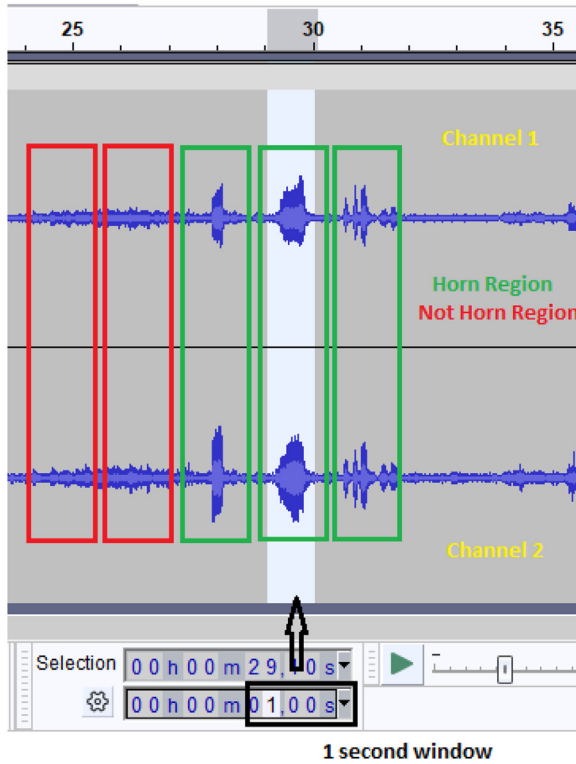 25 30 35
Channel 1
Horn Region
Not Horn Region
Channel 2
Selection 00h00m29,10s
00h00m01,00s
1 second window